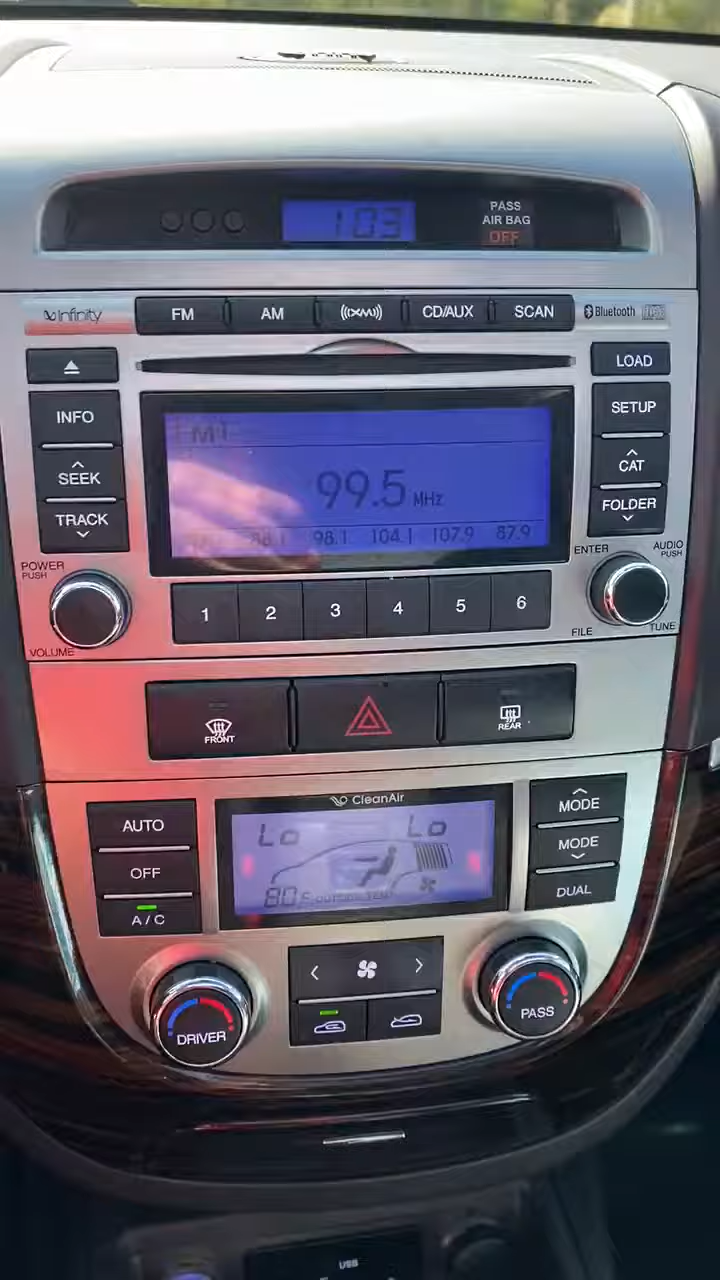 103
PASS
AIR BAG
OFF
Infinity
FM
AM
((XM))
CD/AUX
SCAN
Bluetooth
LOAD
INFO
SETUP
SEEK
CAT
TRACK
FOLDER
99.5 MHz
88.1 98.1 104.1 107.9 87.9
POWER
PUSH
VOLUME
ENTER
AUDIO
PUSH
FILE
TUNE
1 2 3 4 5 6
FRONT
REAR
CleanAir
AUTO
OFF
A/C
Lo Lo
80
OUTSIDE TEMP
MODE
MODE
DUAL
DRIVER
PASS
USB